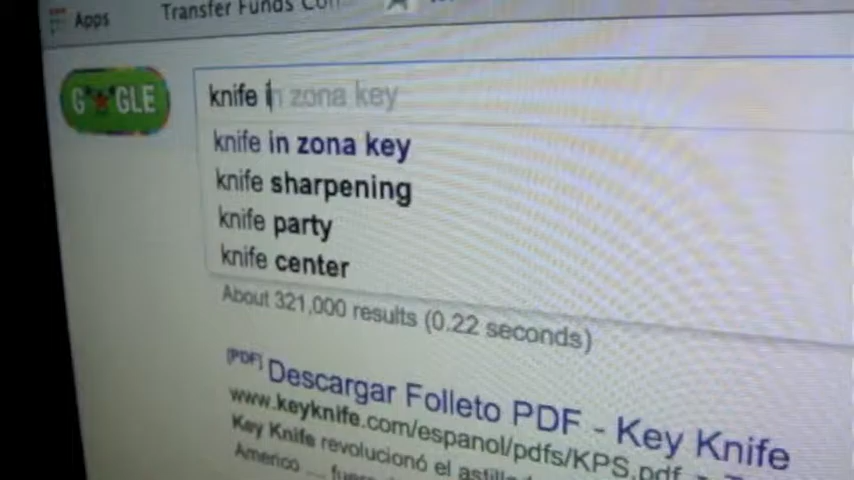 Apps Transfer Funds
G GLE
knife in zona key
knife in zona key
knife sharpening
knife party
knife center
About 321,000 results (0.22 seconds)
[PDF] Descargar Folleto PDF - Key Knife
www.keyknife.com/espanol/pdfs/KPS.pdf
Key Knife revolucionó el
Americo ...